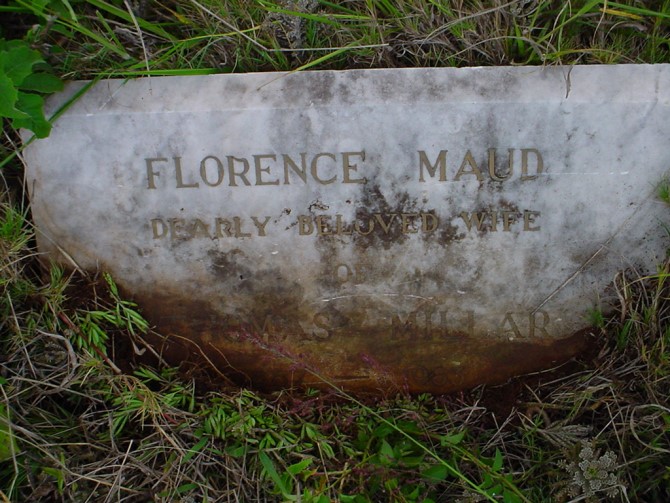 FLORENCE MAUD
DEARLY BELOVED WIFE
OF
MILLAR